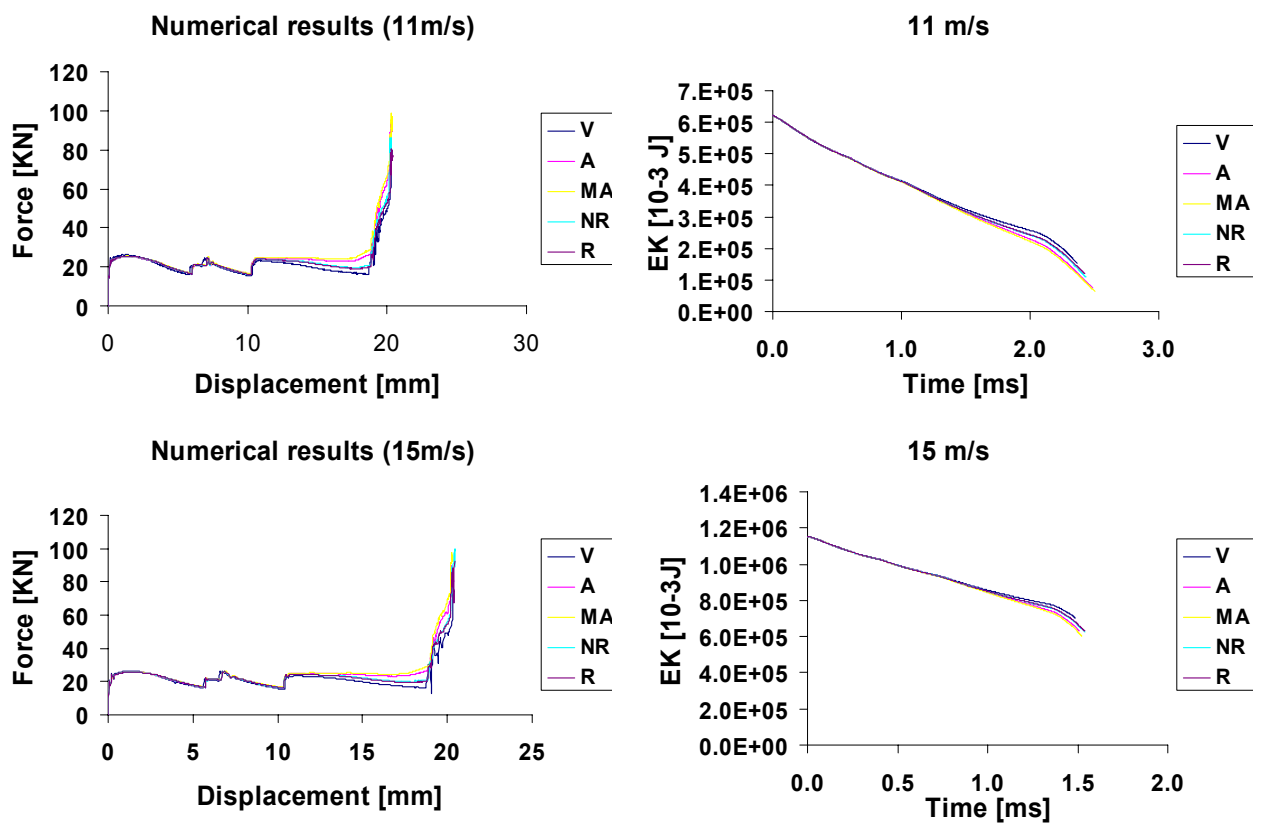 Numerical results (11m/s)
Force [KN]
120
100
80
60
40
20
0
0 10 20 30
Displacement [mm]
V
A
MA
NR
R
11 m/s
EK [10-3 J]
7.E+05
6.E+05
5.E+05
4.E+05
3.E+05
2.E+05
1.E+05
0.E+00
0.0 1.0 2.0 3.0
Time [ms]
V
A
MA
NR
R
Numerical results (15m/s)
Force [KN]
120
100
80
60
40
20
0
0 5 10 15 20 25
Displacement [mm]
V
A
MA
NR
R
15 m/s
EK [10-3J]
1.4E+06
1.2E+06
1.0E+06
8.0E+05
6.0E+05
4.0E+05
2.0E+05
0.0E+00
0.0 0.5 1.0 1.5 2.0
Time [ms]
V
A
MA
NR
R